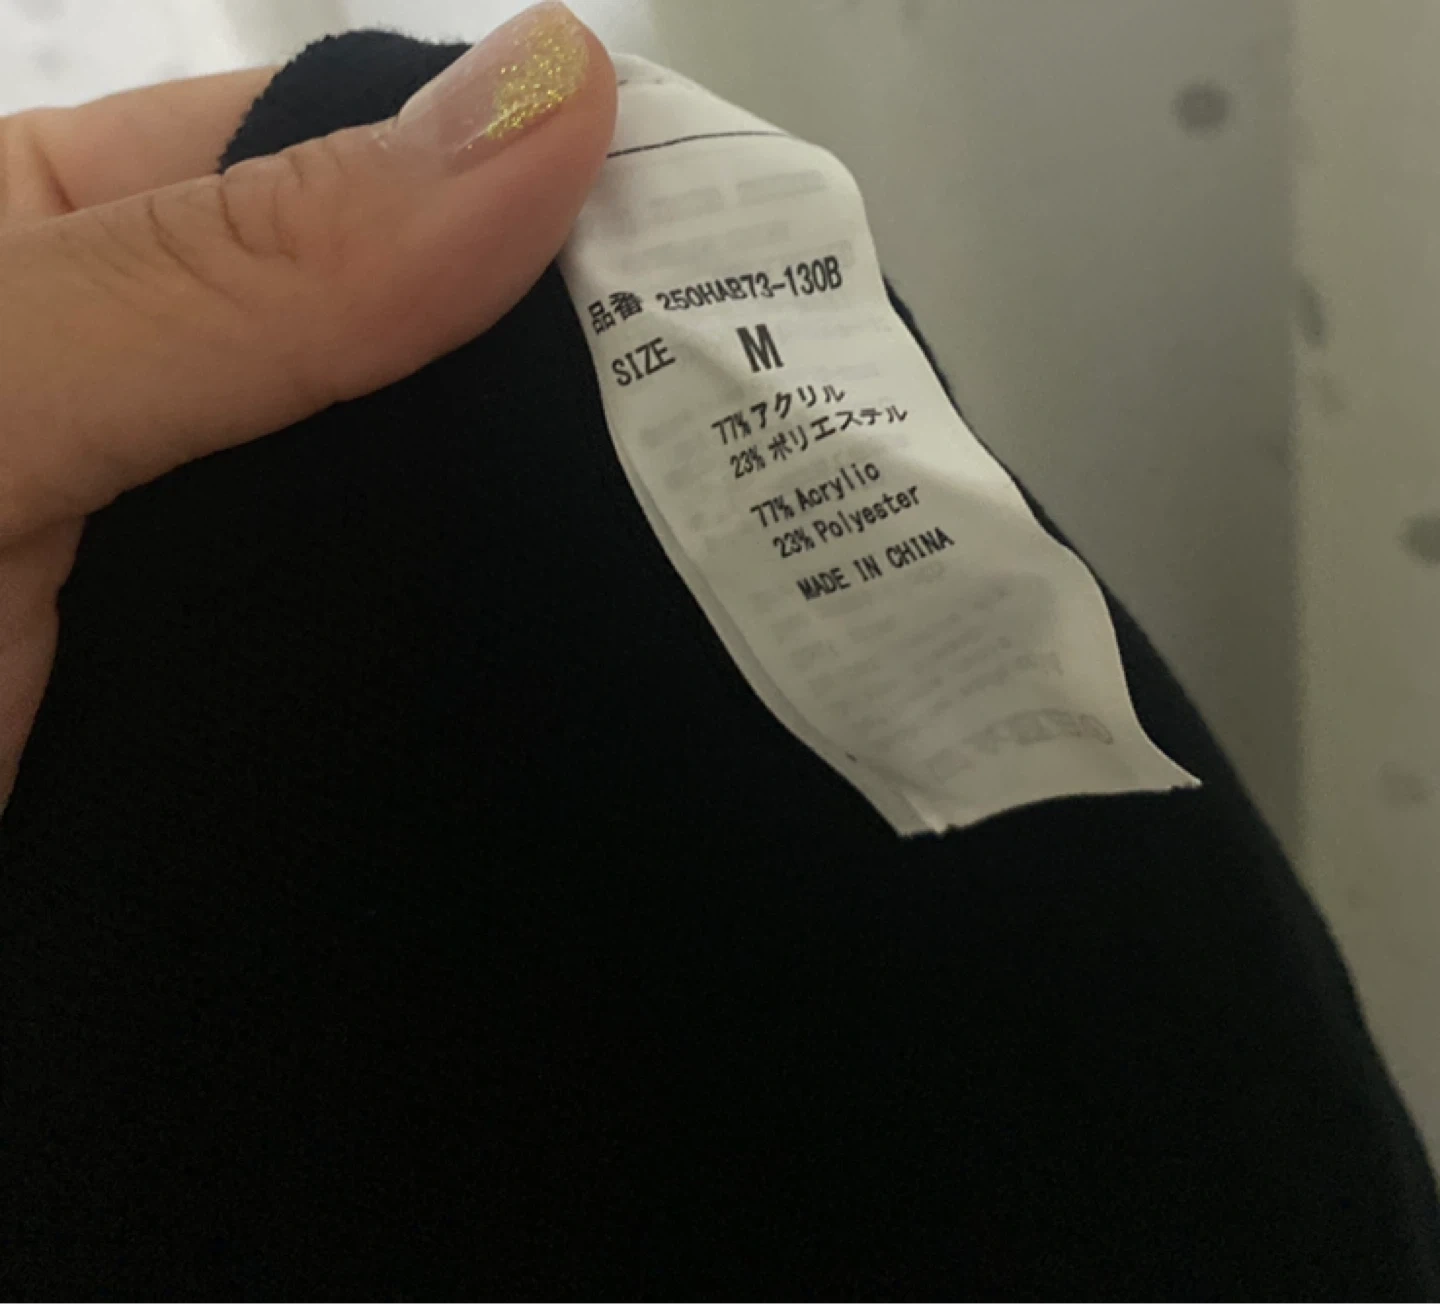 品番 250HAB73-130B
SIZE M
77% アクリル
23% ポリエステル
77% Acrylic
23% Polyester
MADE IN CHINA